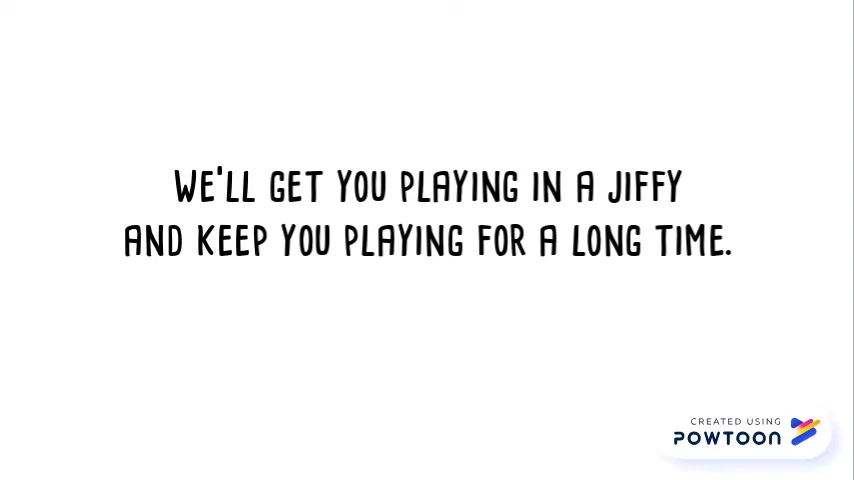 WE'LL GET YOU PLAYING IN A JIFFY
AND KEEP YOU PLAYING FOR A LONG TIME.
CREATED USING
POWTOON